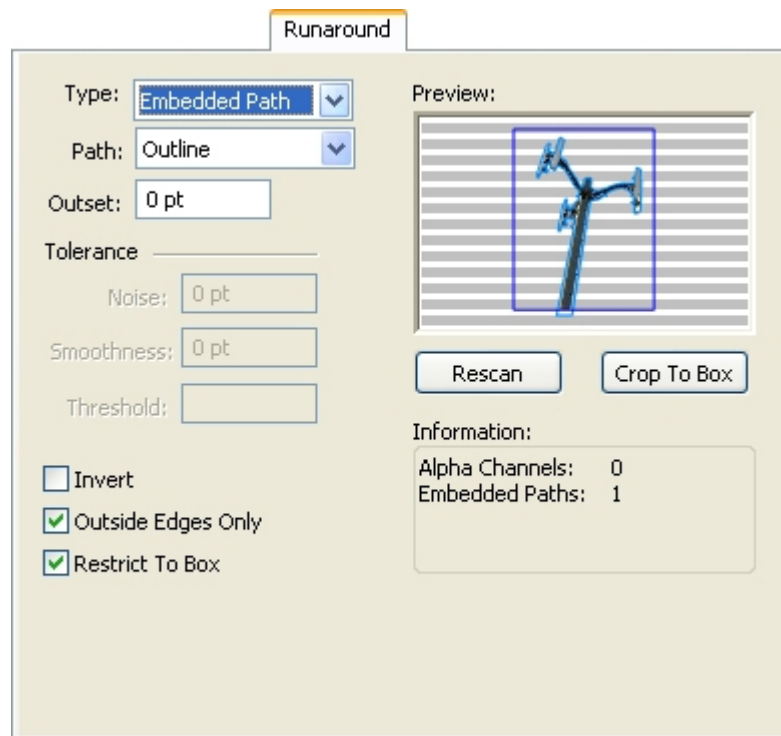 Runaround
Type: Embedded Path
Path: Outline
Outset: 0 pt
Tolerance
Noise: 0 pt
Smoothness: 0 pt
Threshold:
Invert
Outside Edges Only
Restrict To Box
Preview:
Rescan
Crop To Box
Information:
Alpha Channels: 0
Embedded Paths: 1